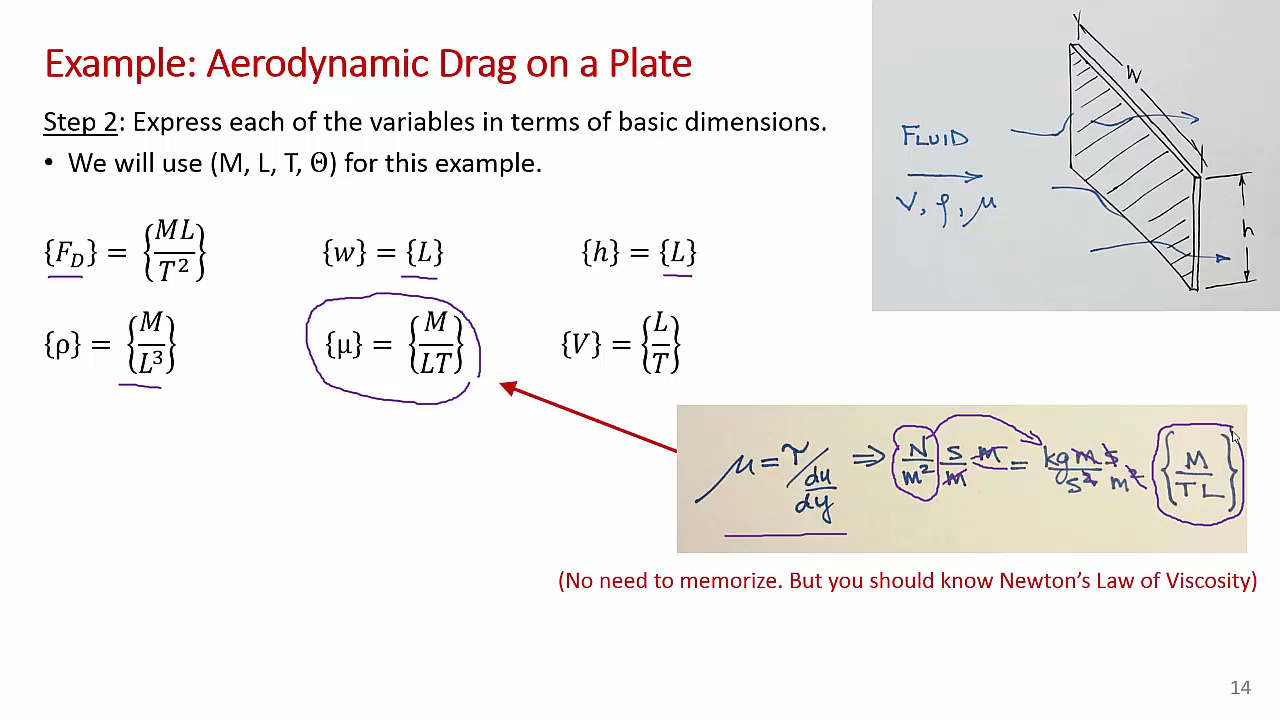 Example: Aerodynamic Drag on a Plate
Step 2: Express each of the variables in terms of basic dimensions.
• We will use (M, L, T, Θ) for this example.
{F_D} = {ML/T²} {w} = {L} {h} = {L}
{ρ} = {M/L³} {μ} = {M/LT} {V} = {L/T}
W
FLUID
V, ρ, μ
h
μ = τ/(du/dy) ⇒ N/m² s/m m = kg m s/s² m² {M/TL}
(No need to memorize. But you should know Newton's Law of Viscosity)
14